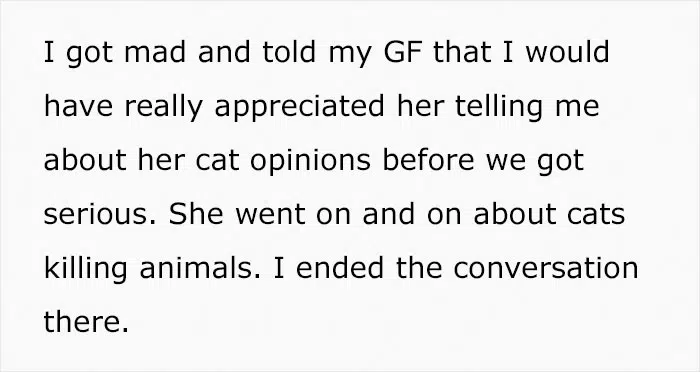 I got mad and told my GF that I would
have really appreciated her telling me
about her cat opinions before we got
serious. She went on and on about cats
killing animals. I ended the conversation
there.